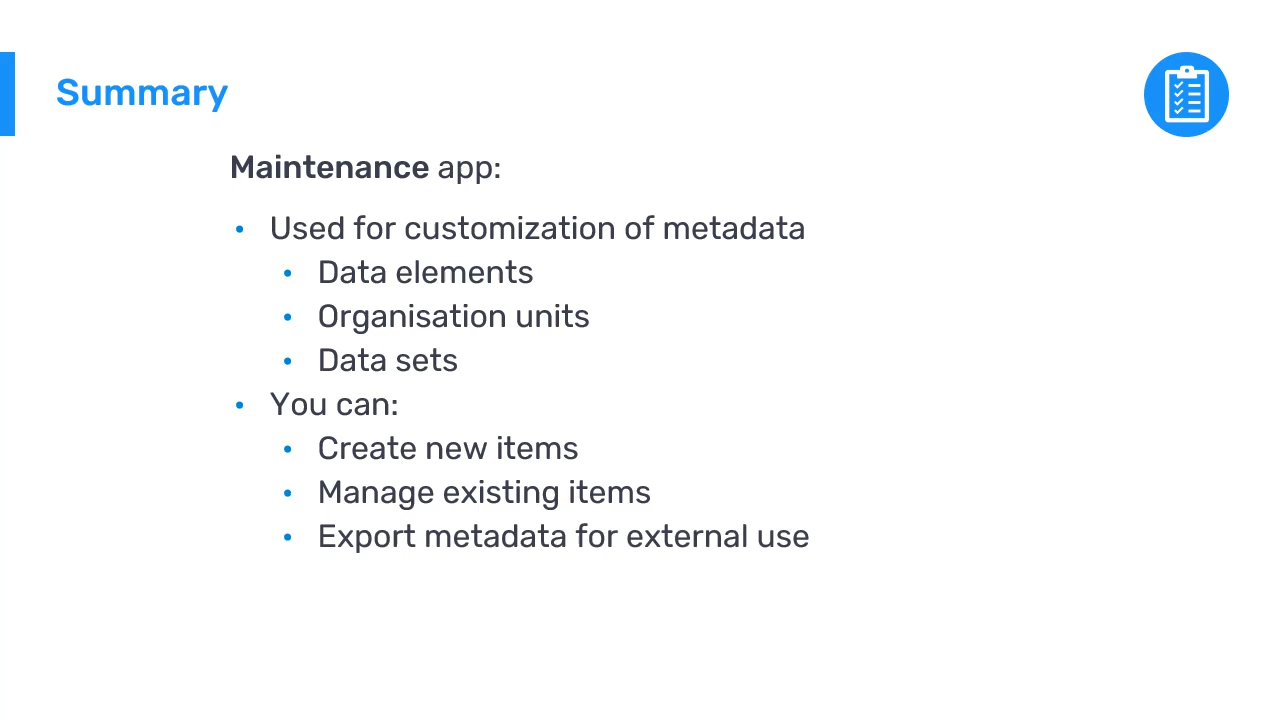 Summary
Maintenance app:
• Used for customization of metadata
• Data elements
• Organisation units
• Data sets
• You can:
• Create new items
• Manage existing items
• Export metadata for external use